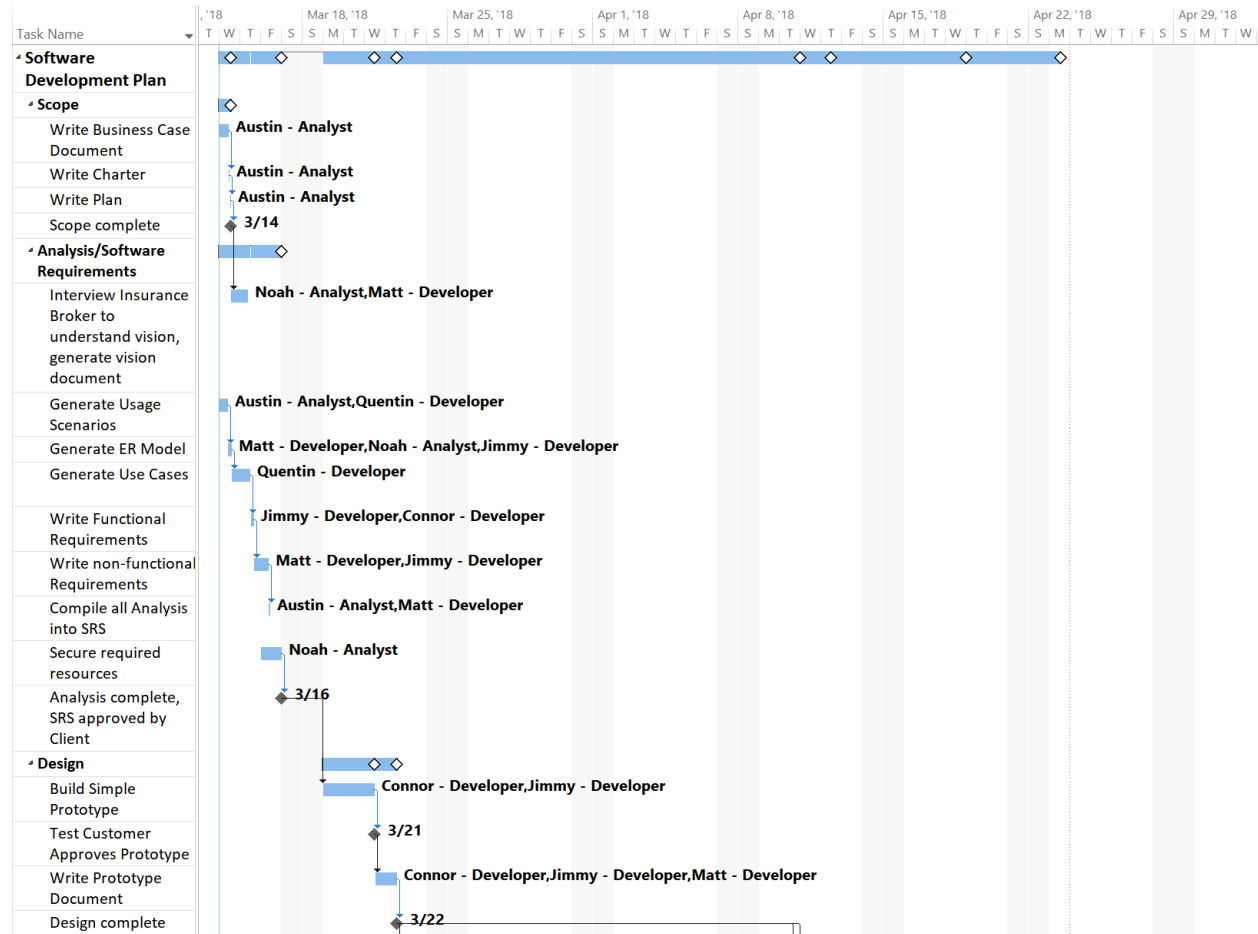 , '18 Mar 18, '18 Mar 25, '18 Apr 1, '18 Apr 8, '18 Apr 15, '18 Apr 22, '18 Apr 29, '18
Task Name T W T F S S M T W T F S S M T W T F S S M T W T F S S M T W T F S S M T W T F S S M T W T F S S M T W
Software
Development Plan
Scope
Write Business Case Austin - Analyst
Document
Write Charter Austin - Analyst
Write Plan Austin - Analyst
Scope complete 3/14
Analysis/Software
Requirements
Interview Insurance Noah - Analyst,Matt - Developer
Broker to
understand vision,
generate vision
document
Generate Usage Austin - Analyst,Quentin - Developer
Scenarios
Generate ER Model Matt - Developer,Noah - Analyst,Jimmy - Developer
Generate Use Cases Quentin - Developer
Write Functional Jimmy - Developer,Connor - Developer
Requirements
Write non-functional Matt - Developer,Jimmy - Developer
Requirements
Compile all Analysis Austin - Analyst,Matt - Developer
into SRS
Secure required Noah - Analyst
resources
Analysis complete, 3/16
SRS approved by
Client
Design
Build Simple Connor - Developer,Jimmy - Developer
Prototype
Test Customer 3/21
Approves Prototype
Write Prototype Connor - Developer,Jimmy - Developer,Matt - Developer
Document
Design complete 3/22